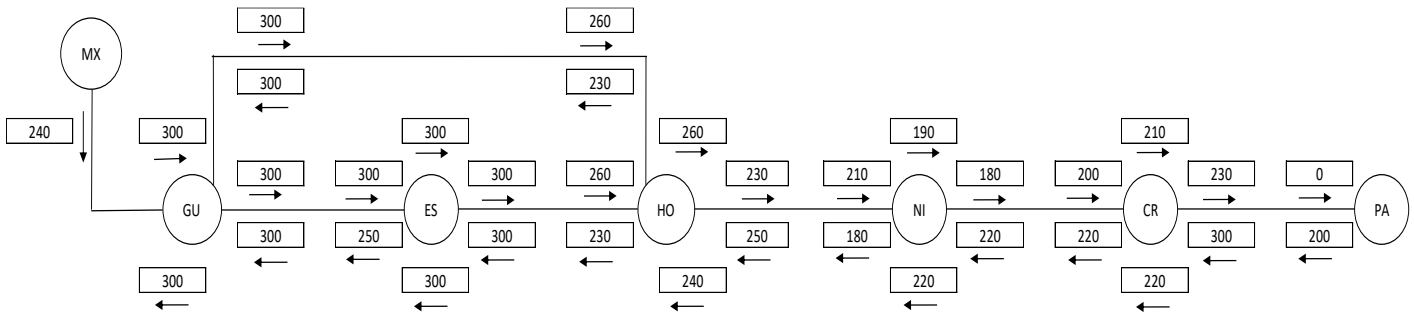 300 260
MX
300 230
240 300 300 260 190 210
300 300 300 260 230 210 180 200 230 0
GU ES HO NI CR PA
300 250 300 230 250 180 220 220 300 200
300 300 240 220 220